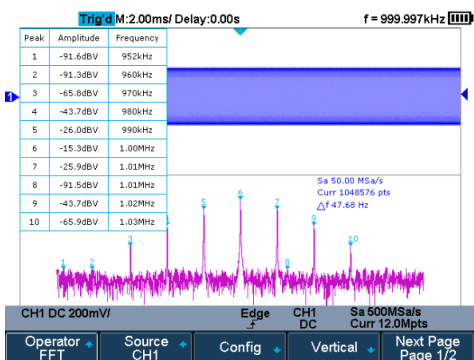 Trig'd M:2.00ms/ Delay:0.00s f = 999.997kHz
Peak Amplitude Frequency
1 -91.6dBV 952kHz
2 -91.3dBV 960kHz
3 -65.8dBV 970kHz
4 -43.7dBV 980kHz
5 -26.0dBV 990kHz
6 -15.3dBV 1.00MHz
7 -25.9dBV 1.01MHz
8 -91.5dBV 1.01MHz
9 -43.7dBV 1.02MHz
10 -65.9dBV 1.03MHz
1
Sa 50.00 MSa/s
Curr 1048576 pts
△f 47.68 Hz
1 2 3 5 6 7 8 9 10
CH1 DC 200mV/ Edge CH1 Sa 500MSa/s
DC Curr 12.0Mpts
Operator Source Config Vertical Next Page
FFT CH1 Page 1/2